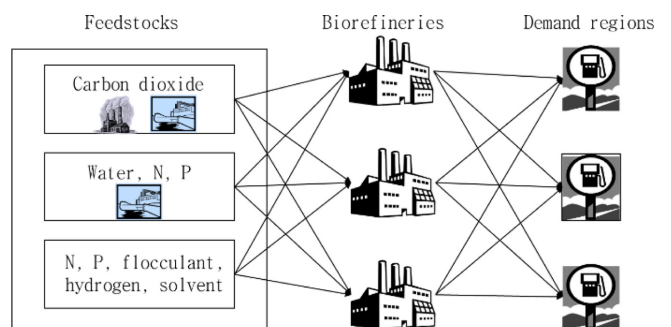 Feedstocks
Biorefineries
Demand regions
Carbon dioxide
Water, N, P
N, P, flocculant,
hydrogen, solvent